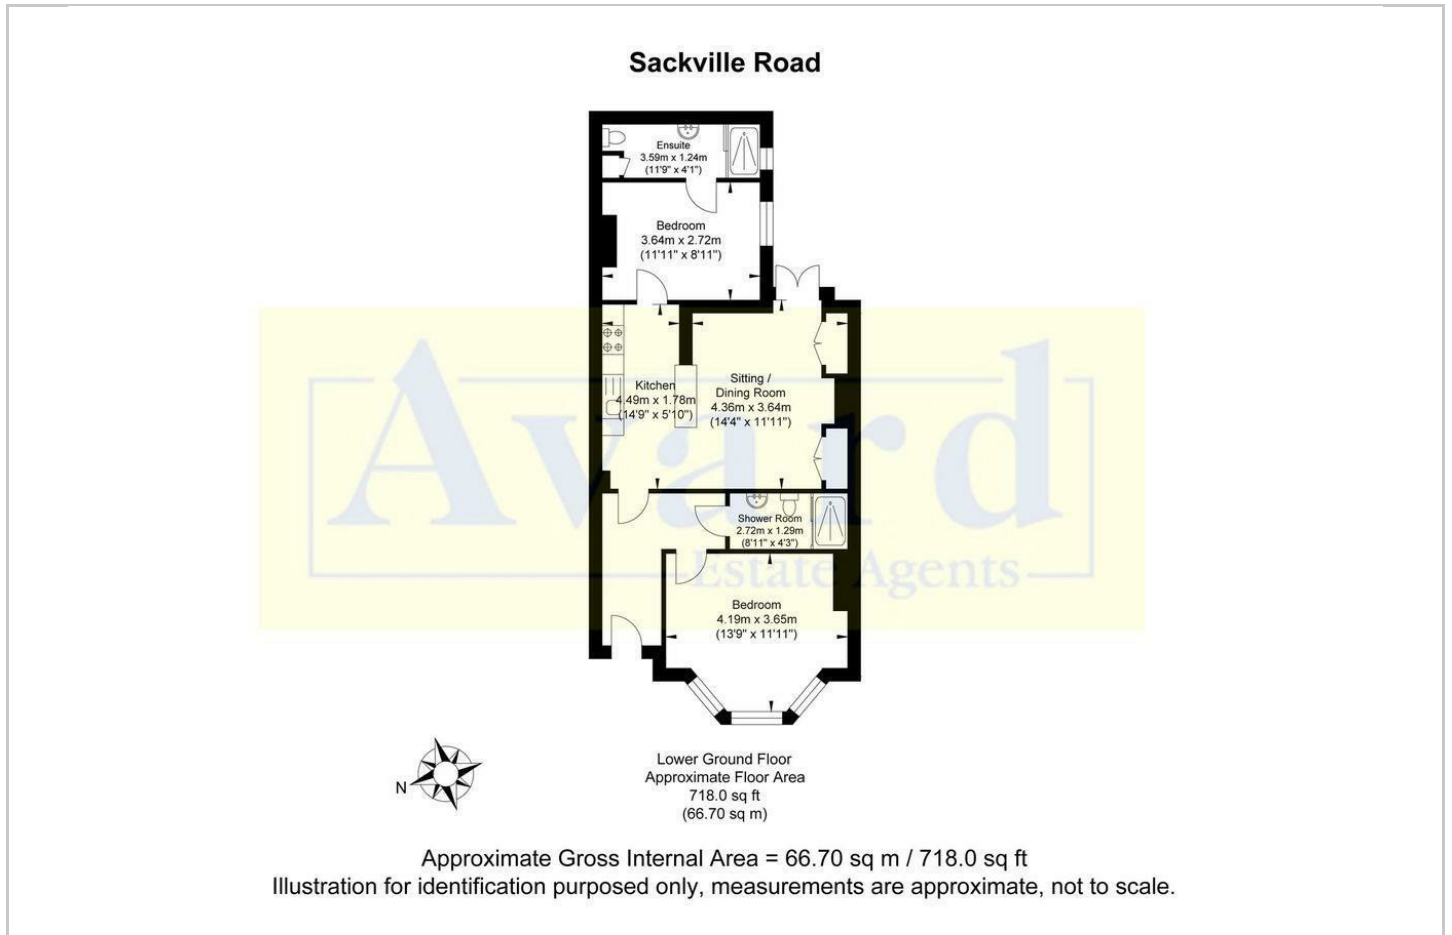 Sackville Road
Ensuite
3.59m x 1.24m
(11'9" x 4'1")
Bedroom
3.64m x 2.72m
(11'11" x 8'11")
Kitchen
4.49m x 1.78m
(14'9" x 5'10")
Sitting /
Dining Room
4.36m x 3.64m
(14'4" x 11'11")
Avard
Estate Agents
Shower Room
2.72m x 1.29m
(8'11" x 4'3")
Bedroom
4.19m x 3.65m
(13'9" x 11'11")
N
Lower Ground Floor
Approximate Floor Area
718.0 sq ft
(66.70 sq m)
Approximate Gross Internal Area = 66.70 sq m / 718.0 sq ft
Illustration for identification purposed only, measurements are approximate, not to scale.